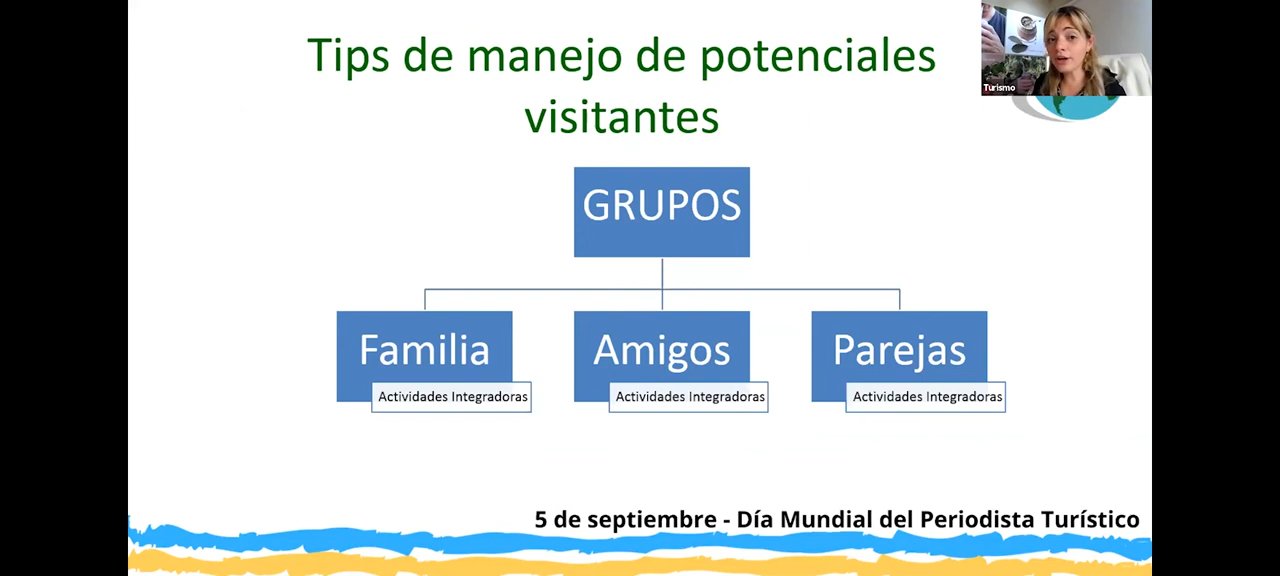 Tips de manejo de potenciales
visitantes
Turismo
GRUPOS
Familia
Amigos
Parejas
Actividades Integradoras
Actividades Integradoras
Actividades Integradoras
5 de septiembre - Día Mundial del Periodista Turístico